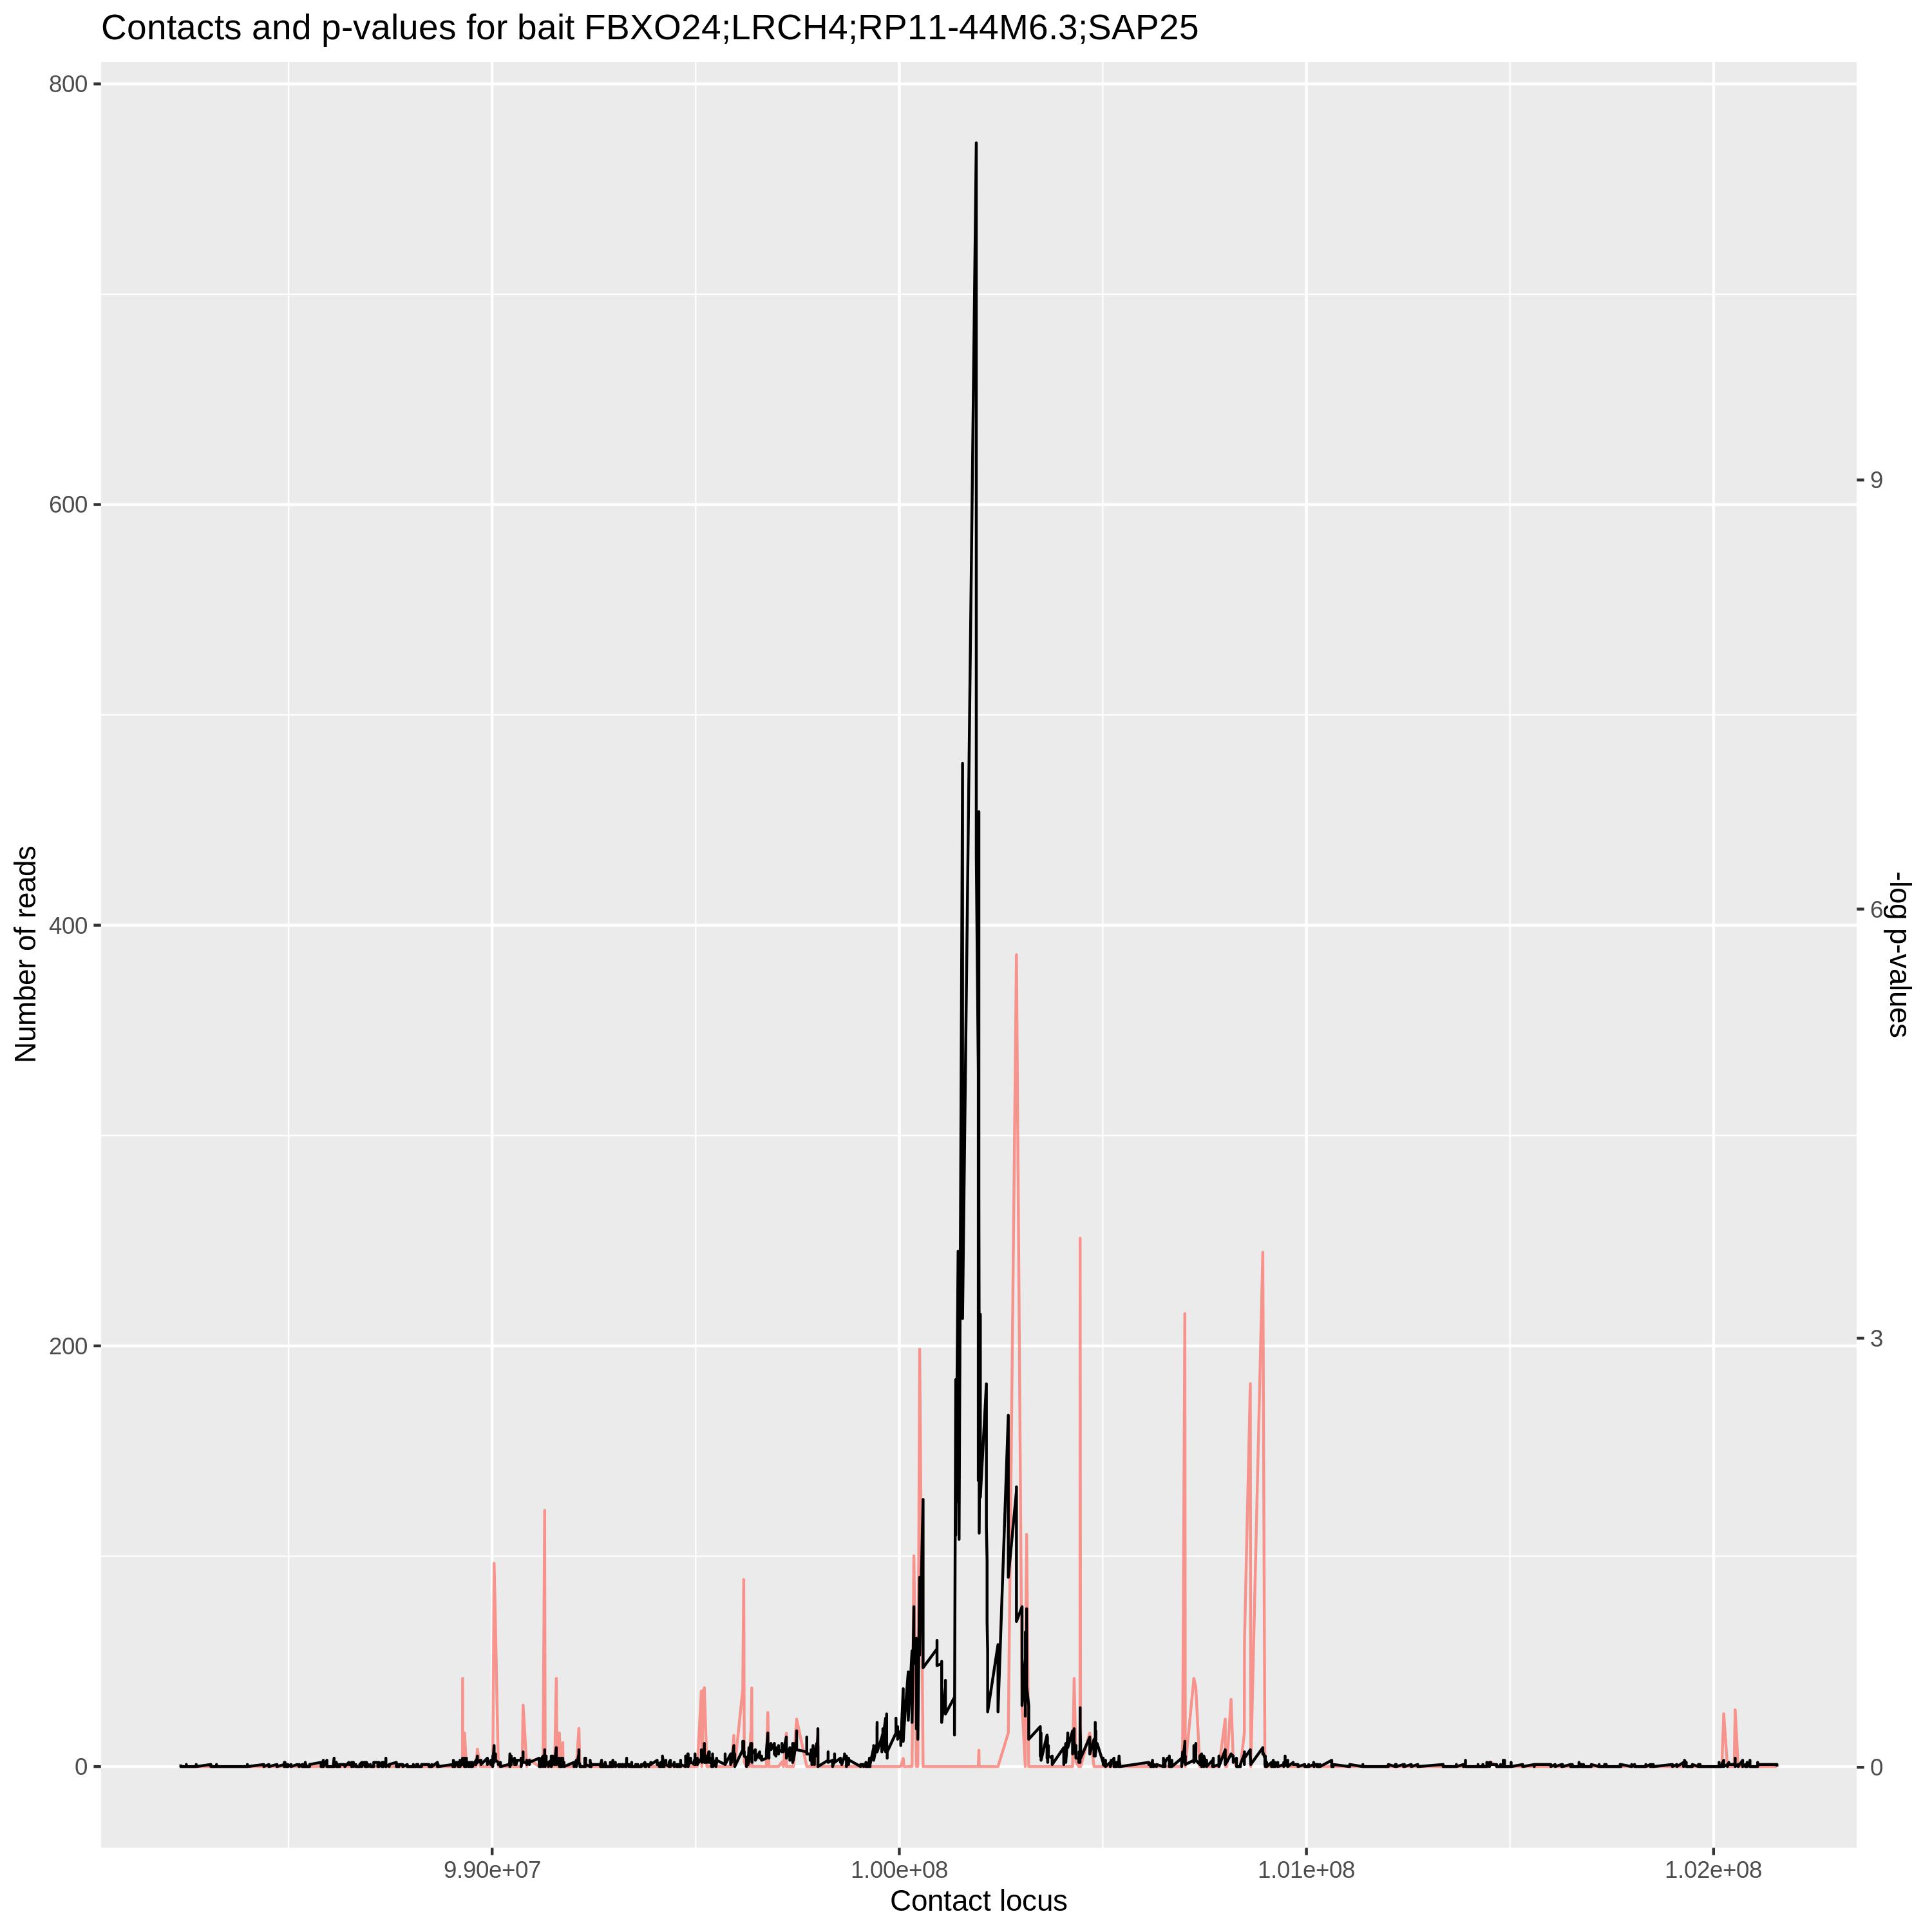 Contacts and p-values for bait FBXO24;LRCH4;RP11-44M6.3;SAP25
800
600
400
200
0
Number of reads
9
6
3
0
-log p-values
9.90e+07 1.00e+08 1.01e+08 1.02e+08
Contact locus